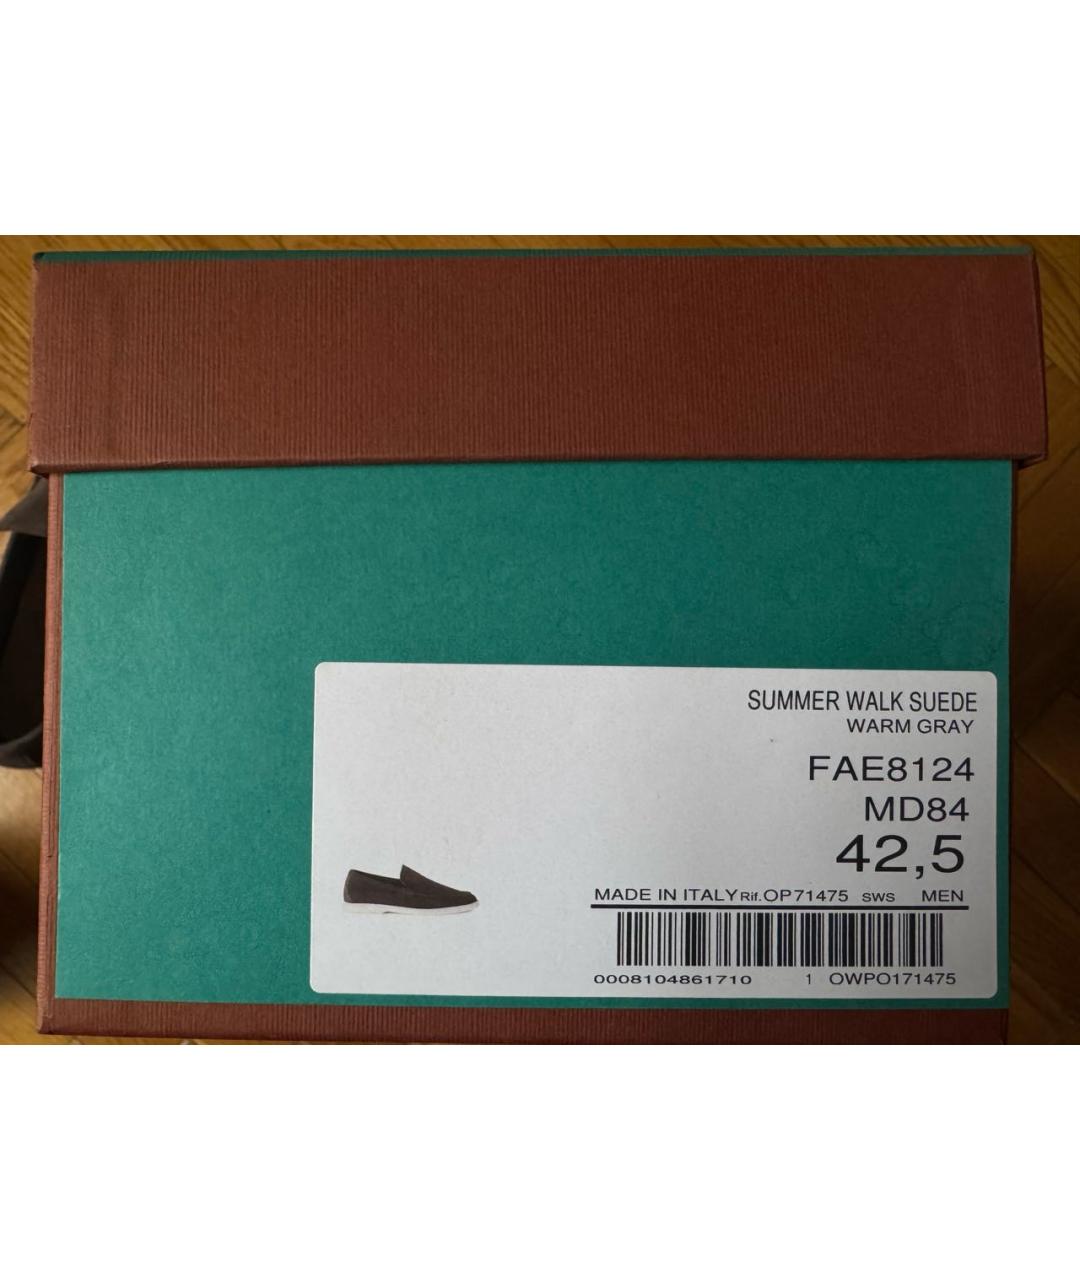 SUMMER WALK SUEDE
WARM GRAY
FAE8124
MD84
42,5
MADE IN ITALY Rif. OP71475 SWS MEN
0008104861710 1 OWPO171475